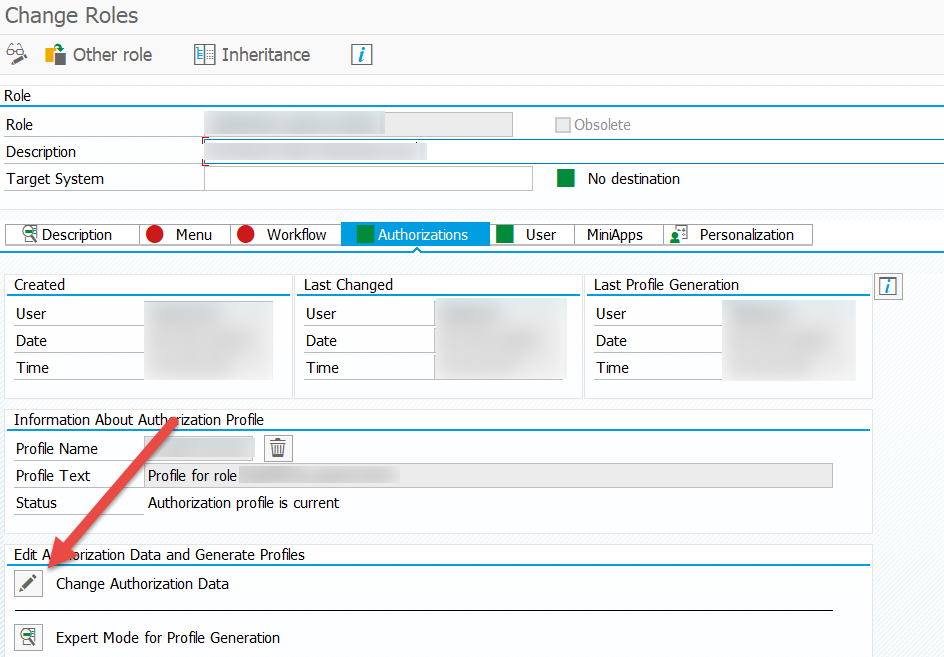 Change Roles
Other role Inheritance i
Role
Role Obsolete
Description
Target System No destination
Description Menu Workflow Authorizations User MiniApps Personalization
Created Last Changed Last Profile Generation i
User User User
Date Date Date
Time Time Time
Information About Authorization Profile
Profile Name
Profile Text Profile for role
Status Authorization profile is current
Edit Authorization Data and Generate Profiles
Change Authorization Data
Expert Mode for Profile Generation